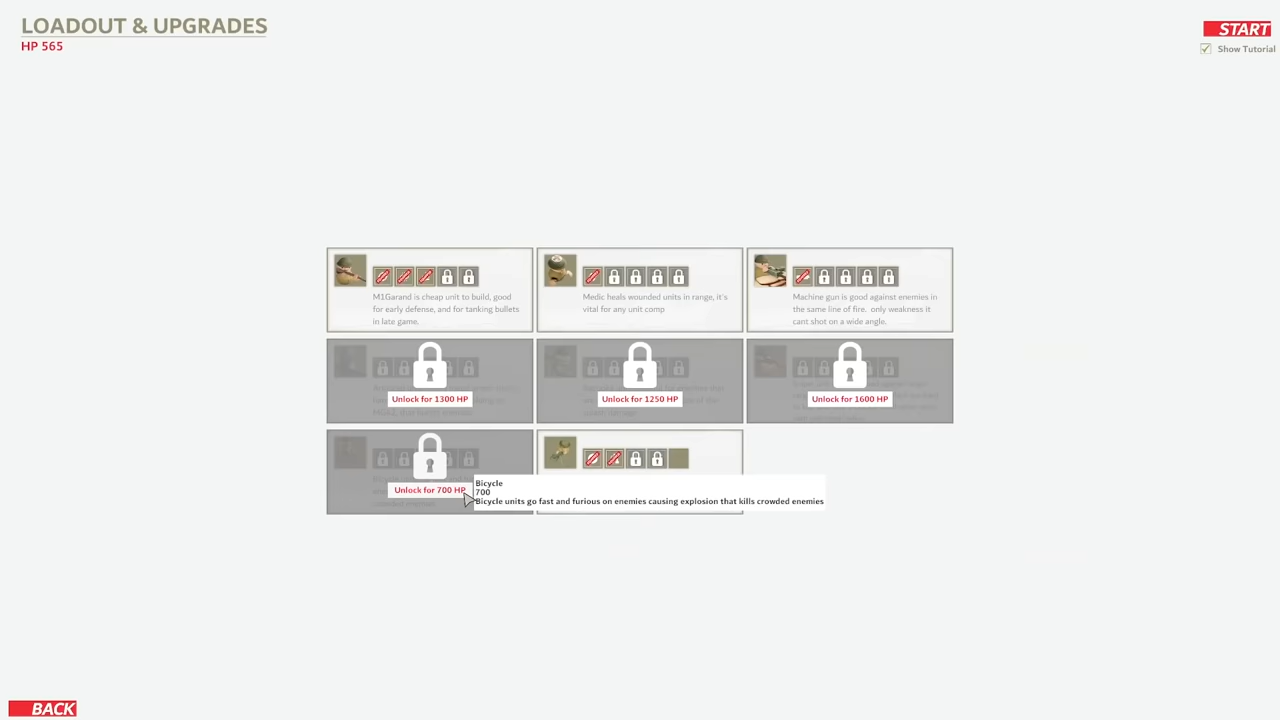 LOADOUT & UPGRADES
HP 565
START
Show Tutorial
M1Garand is cheap unit to build, good
for early defense, and for tanking bullets
in late game.
Medic heals wounded units in range, it's
vital for any unit comp
Machine gun is good against enemies in
the same line of fire. only weakness it
cant shot on a wide angle.
Unlock for 1300 HP
Unlock for 1250 HP
Unlock for 1600 HP
Unlock for 700 HP
Bicycle
700
Bicycle units go fast and furious on enemies causing explosion that kills crowded enemies
BACK